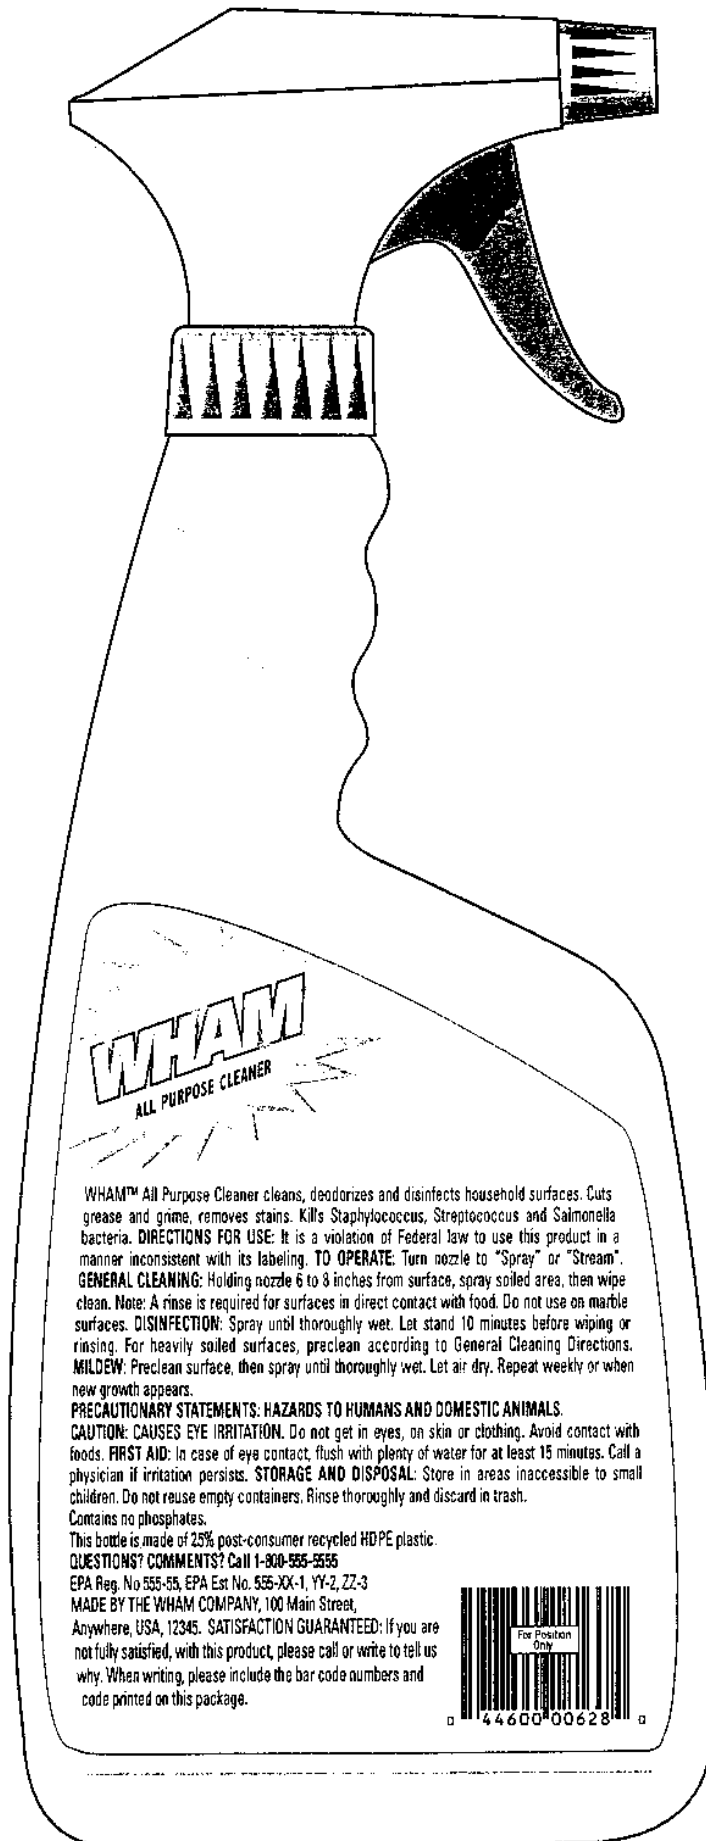 WHAM
ALL PURPOSE CLEANER
WHAM™ All Purpose Cleaner cleans, deodorizes and disinfects household surfaces. Cuts
grease and grime, removes stains. Kills Staphylococcus, Streptococcus and Salmonella
bacteria. DIRECTIONS FOR USE: It is a violation of Federal law to use this product in a
manner inconsistent with its labeling. TO OPERATE: Turn nozzle to "Spray" or "Stream".
GENERAL CLEANING: Holding nozzle 6 to 8 inches from surface, spray soiled area, then wipe
clean. Note: A rinse is required for surfaces in direct contact with food. Do not use on marble
surfaces. DISINFECTION: Spray until thoroughly wet. Let stand 10 minutes before wiping or
rinsing. For heavily soiled surfaces, preclean according to General Cleaning Directions.
MILDEW: Preclean surface, then spray until thoroughly wet. Let air dry. Repeat weekly or when
new growth appears.
PRECAUTIONARY STATEMENTS: HAZARDS TO HUMANS AND DOMESTIC ANIMALS.
CAUTION: CAUSES EYE IRRITATION. Do not get in eyes, on skin or clothing. Avoid contact with
foods. FIRST AID: In case of eye contact, flush with plenty of water for at least 15 minutes. Call a
physician if irritation persists. STORAGE AND DISPOSAL: Store in areas inaccessible to small
children. Do not reuse empty containers. Rinse thoroughly and discard in trash.
Contains no phosphates.
This bottle is made of 25% post-consumer recycled HDPE plastic.
QUESTIONS? COMMENTS? Call 1-800-555-5555
EPA Reg. No 555-55, EPA Est No. 555-XX-1, YY-2, ZZ-3
MADE BY THE WHAM COMPANY, 100 Main Street,
Anywhere, USA, 12345. SATISFACTION GUARANTEED: If you are
not fully satisfied, with this product, please call or write to tell us
why. When writing, please include the bar code numbers and
code printed on this package.
For Position
Only
0 44600 00628 0